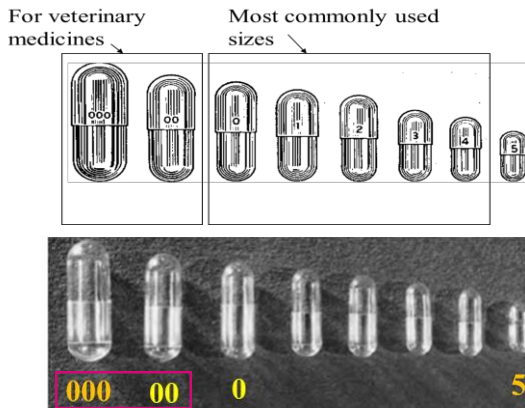 For veterinary
medicines
Most commonly used
sizes
000 00 0 1 2 3 4 5
000 00 0 5